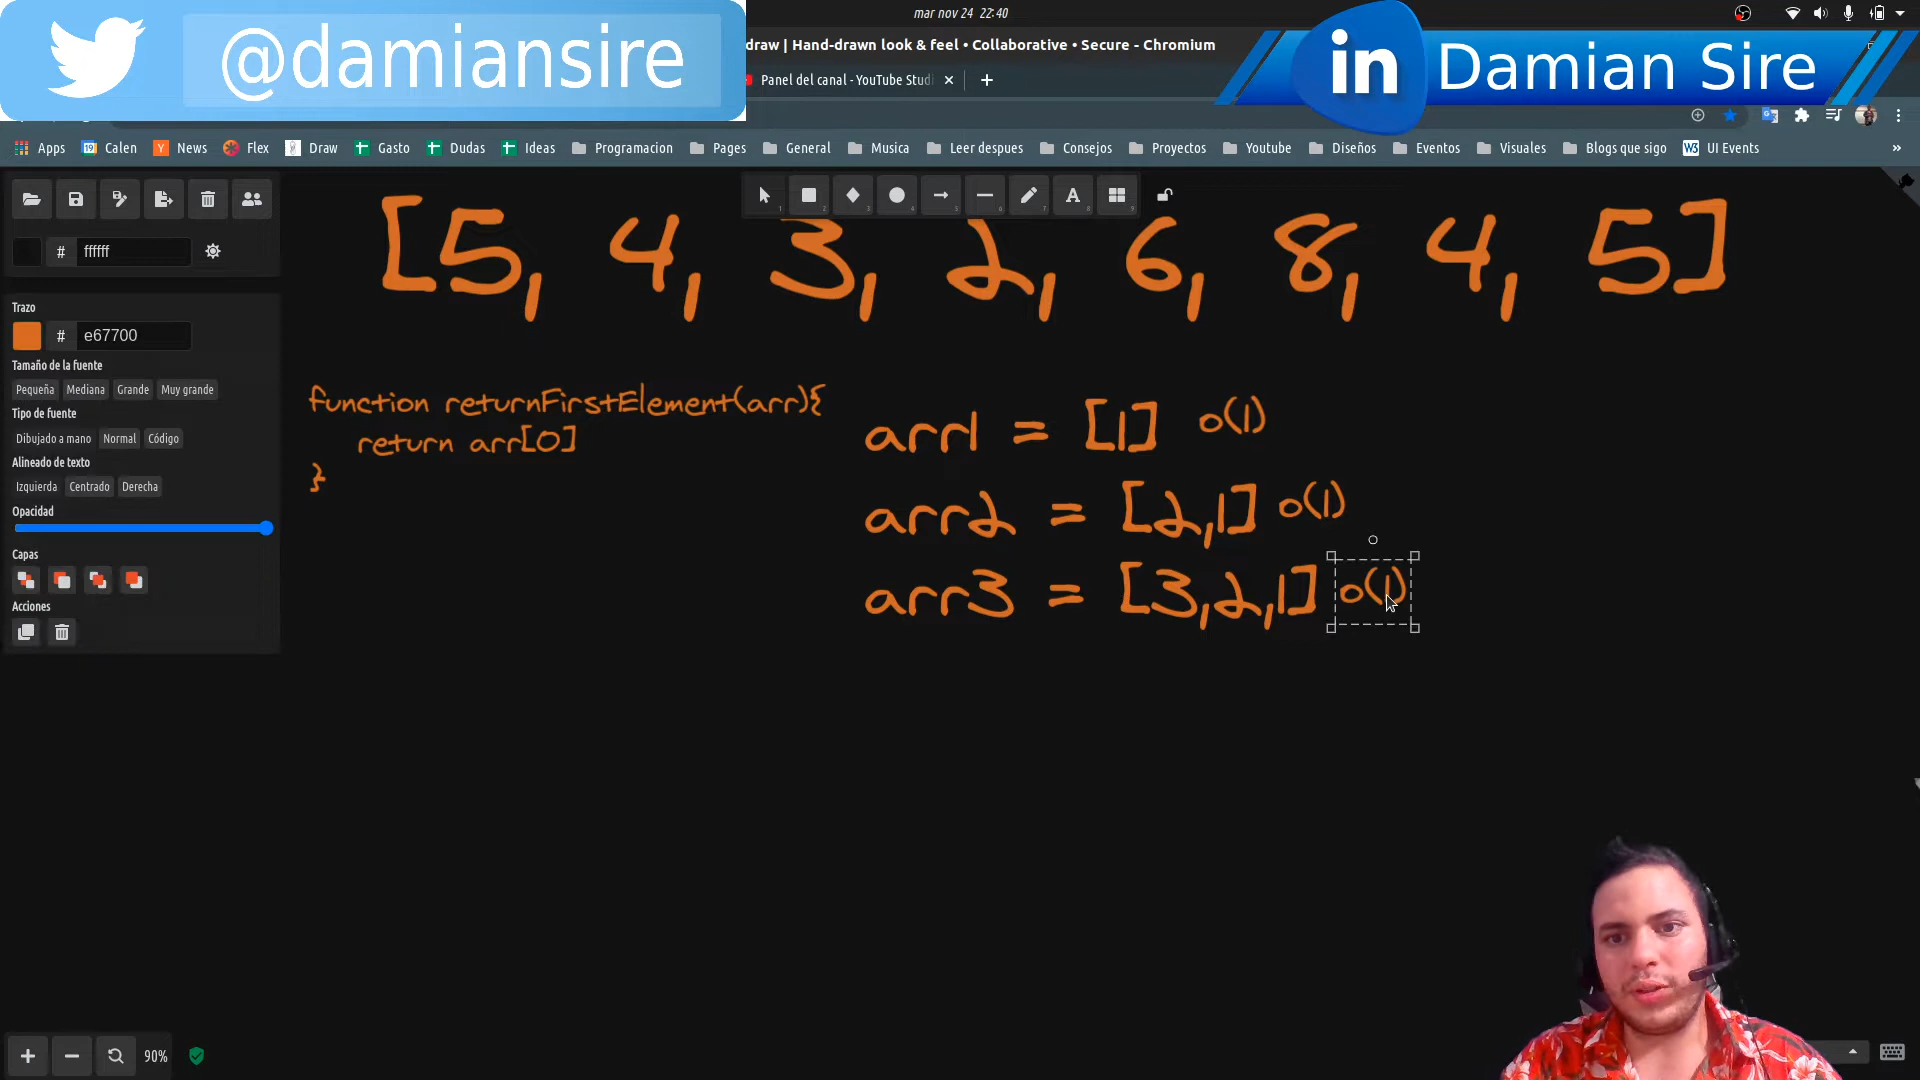 @damiansire
mar nov 24 22:40
draw | Hand-drawn look & feel • Collaborative • Secure - Chromium
in Damian Sire
Panel del canal - YouTube Studi
Apps Calen News Flex Draw Gasto Dudas Ideas Programacion Pages General Musica Leer despues Consejos Proyectos Youtube Diseños Eventos Visuales Blogs que sigo UI Events »
# ffffff
[5, 4, 3, 2, 6, 8, 4, 5]
Trazo
# e67700
Tamaño de la fuente
Pequeña Mediana Grande Muy grande
Tipo de fuente
Dibujado a mano Normal Código
Alineado de texto
Izquierda Centrado Derecha
Opacidad
Capas
Acciones
function returnFirstElement(arr){
return arr[0]
}
arr1 = [1] o(1)
arr2 = [2,1] o(1)
arr3 = [3,2,1] o(1)
90%